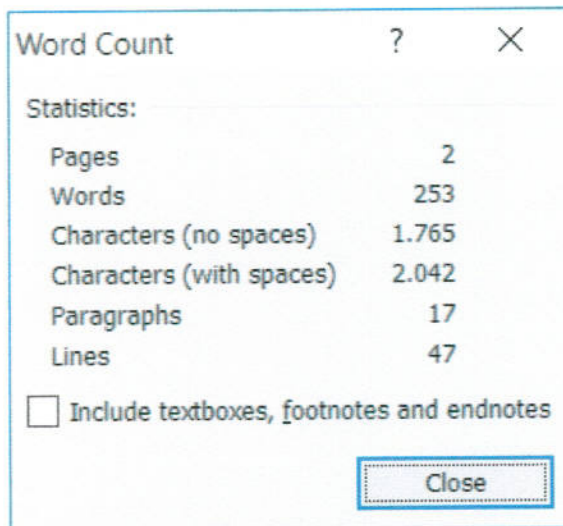 Word Count ? X
Statistics:
Pages 2
Words 253
Characters (no spaces) 1.765
Characters (with spaces) 2.042
Paragraphs 17
Lines 47
Include textboxes, footnotes and endnotes
Close